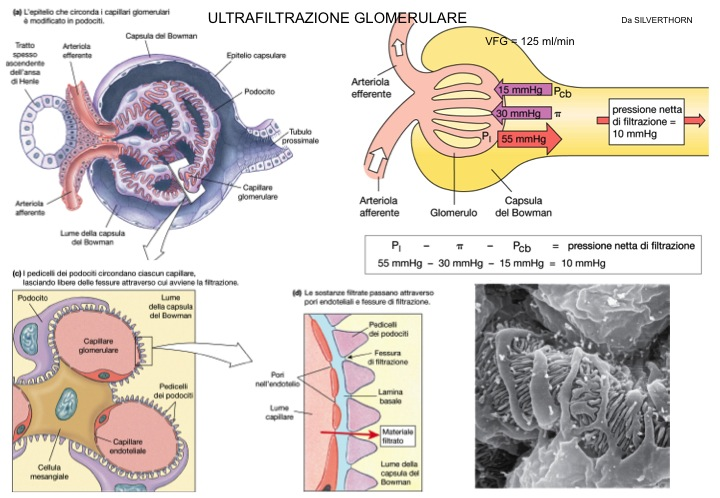 ULTRAFILTRAZIONE GLOMERULARE
Da SILVERTHORN
(a) L'epitelio che circonda i capillari glomerulari
è modificato in podociti.
Capsula del Bowman
Tratto
spesso
ascendente
dell'ansa
di Henle
Arteriola
efferente
Epitelio capsulare
Podocito
Tubulo
prossimale
Capillare
glomerulare
Arteriola
afferente
Lume della capsula
del Bowman
VFG = 125 ml/min
Arteriola
efferente
15 mmHg
Pcb
30 mmHg
π
Pi
55 mmHg
pressione netta
di filtrazione =
10 mmHg
Arteriola
afferente
Glomerulo
Capsula
del Bowman
Pi – π – Pcb = pressione netta di filtrazione
55 mmHg – 30 mmHg – 15 mmHg = 10 mmHg
(c) I pedicelli dei podociti circondano ciascun capillare,
lasciando libere delle fessure attraverso cui avviene la filtrazione.
Podocito
Lume
della capsula
del Bowman
Capillare
glomerulare
Pedicelli
dei podociti
Capillare
endoteliale
Cellula
mesangiale
(d) Le sostanze filtrate passano attraverso
pori endoteliali e fessure di filtrazione.
Pedicelli
dei podociti
Fessura
di filtrazione
Pori
nell'endotelio
Lamina
basale
Lume
capillare
Materiale
filtrato
Lume della
capsula del
Bowman